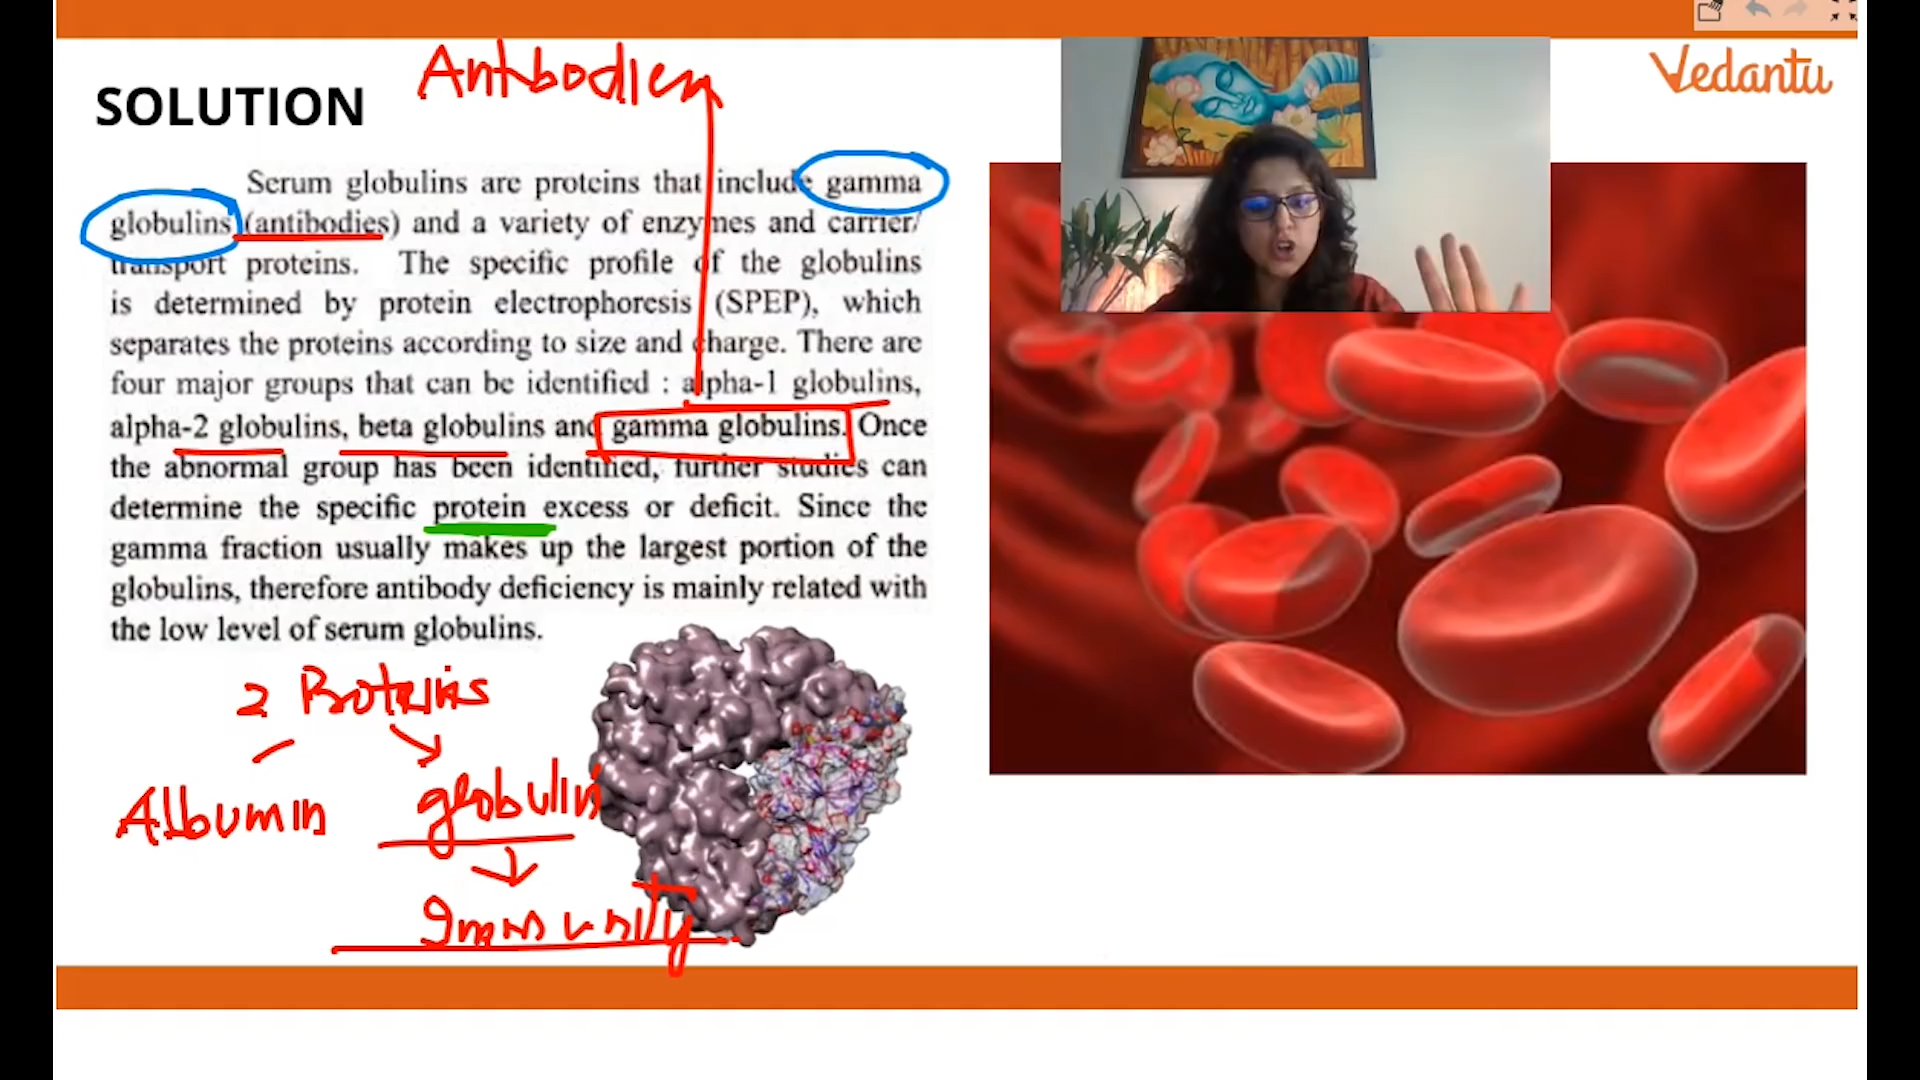 Antibodies
Vedantu
SOLUTION
Serum globulins are proteins that include gamma
globulins (antibodies) and a variety of enzymes and carrier/
transport proteins. The specific profile of the globulins
is determined by protein electrophoresis (SPEP), which
separates the proteins according to size and charge. There are
four major groups that can be identified : alpha-1 globulins,
alpha-2 globulins, beta globulins and gamma globulins. Once
the abnormal group has been identified, further studies can
determine the specific protein excess or deficit. Since the
gamma fraction usually makes up the largest portion of the
globulins, therefore antibody deficiency is mainly related with
the low level of serum globulins.
2 Proteins
Albumin globulin
Immunity